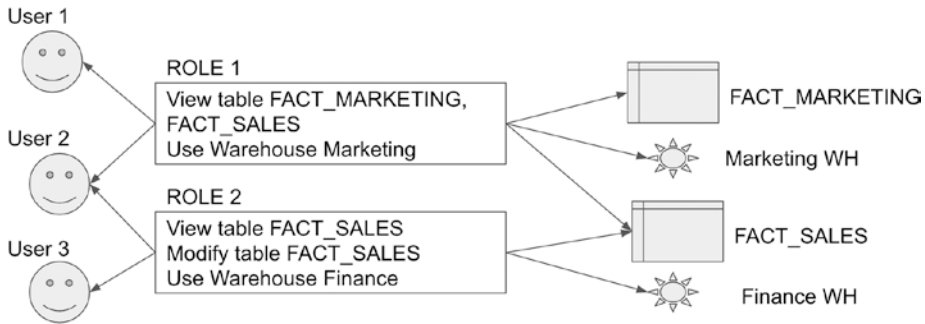 User 1
ROLE 1
View table FACT_MARKETING,
FACT_SALES
Use Warehouse Marketing
FACT_MARKETING
Marketing WH
User 2
ROLE 2
View table FACT_SALES
Modify table FACT_SALES
Use Warehouse Finance
FACT_SALES
Finance WH
User 3